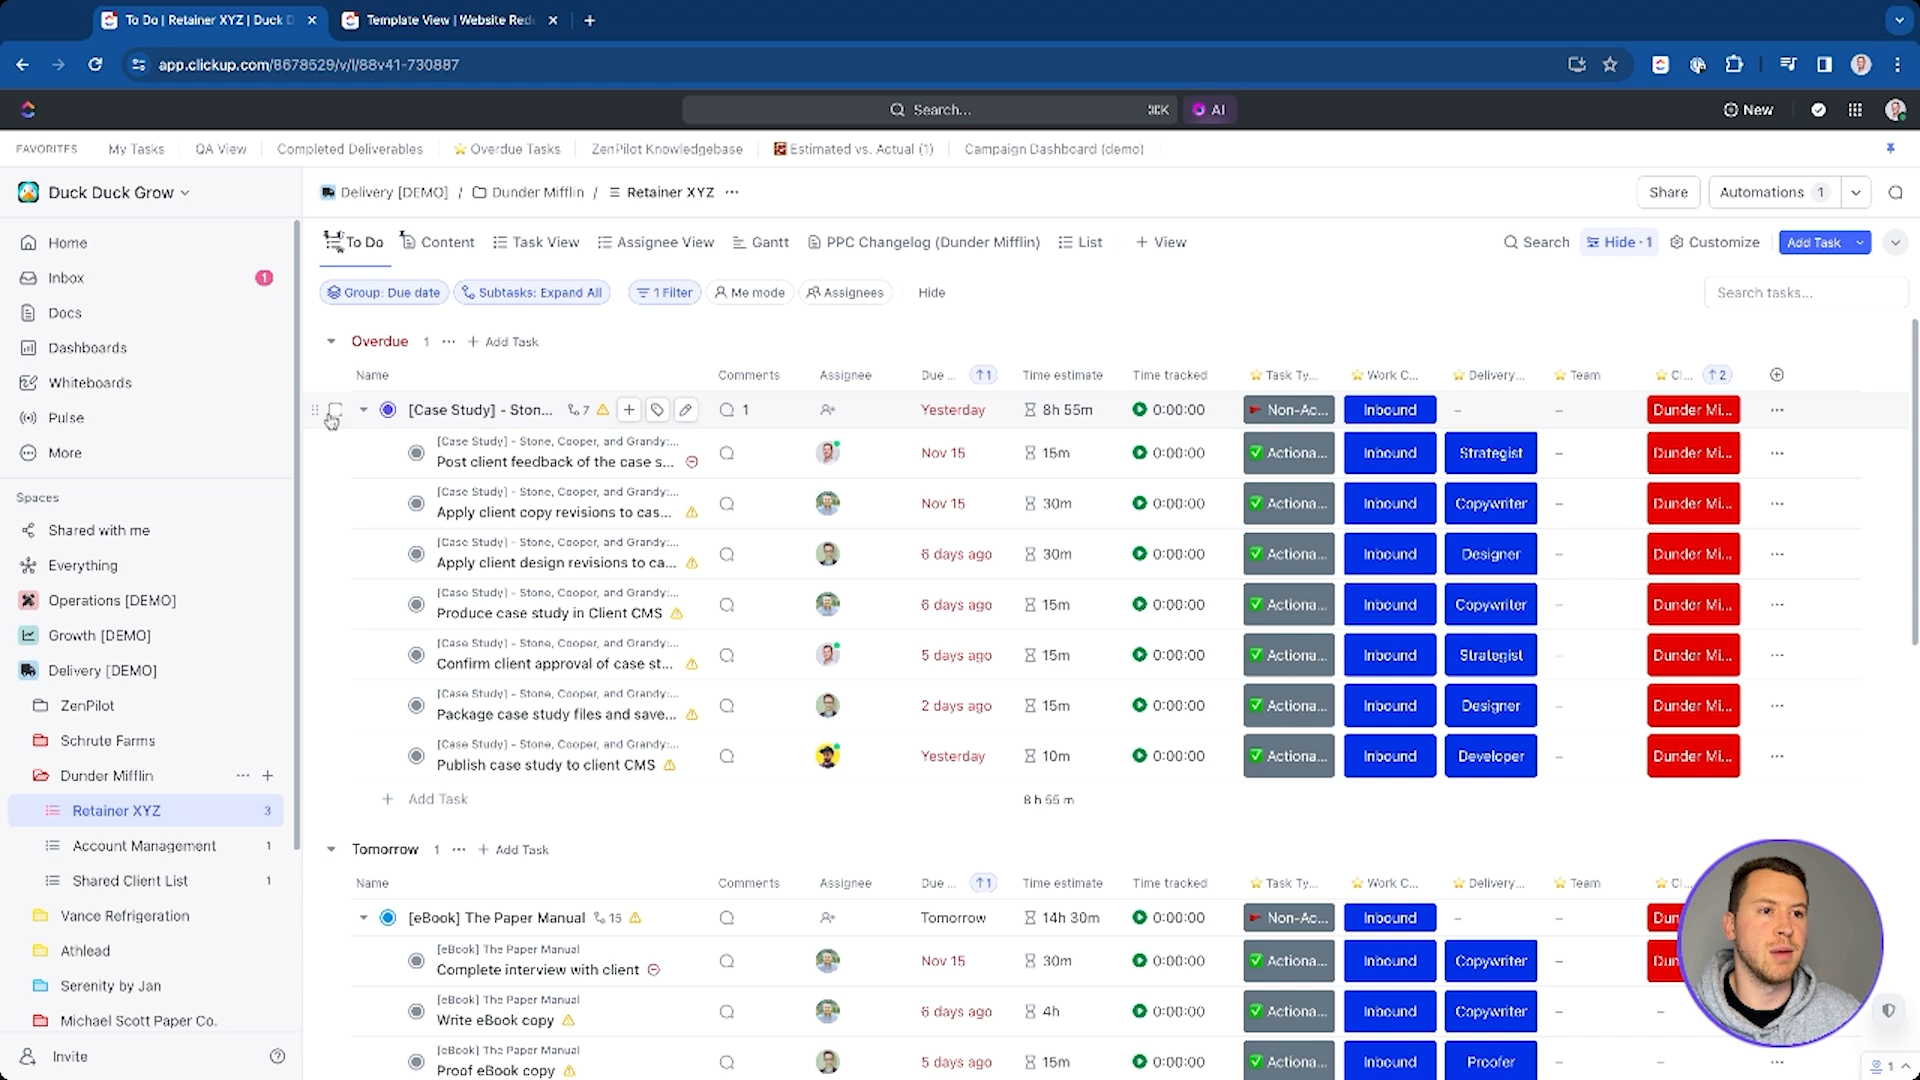 To Do | Retainer XYZ | Duck D
Template View | Website Rede
app.clickup.com/8678529/v/l/88v41-730887
Search...
⌘K
AI
New
FAVORITES
My Tasks
QA View
Completed Deliverables
Overdue Tasks
ZenPilot Knowledgebase
Estimated vs. Actual (1)
Campaign Dashboard (demo)
Duck Duck Grow
Delivery [DEMO] / Dunder Mifflin / Retainer XYZ ...
Share
Automations 1
Home
Inbox 1
Docs
Dashboards
Whiteboards
Pulse
More
Spaces
Shared with me
Everything
Operations [DEMO]
Growth [DEMO]
Delivery [DEMO]
ZenPilot
Schrute Farms
Dunder Mifflin ... +
Retainer XYZ 3
Account Management 1
Shared Client List 1
Vance Refrigeration
Athlead
Serenity by Jan
Michael Scott Paper Co.
Invite
To Do
Content
Task View
Assignee View
Gantt
PPC Changelog (Dunder Mifflin)
List
+ View
Search
Hide · 1
Customize
Add Task
Group: Due date
Subtasks: Expand All
1 Filter
Me mode
Assignees
Hide
Search tasks...
Overdue 1 ... + Add Task
Name Comments Assignee Due ... ↑1 Time estimate Time tracked Task Ty... Work C... Delivery... Team Cl... ↑2
[Case Study] - Ston... 7 1 Yesterday 8h 55m 0:00:00 Non-Ac... Inbound – – Dunder Mi... ...
[Case Study] - Stone, Cooper, and Grandy:...
Post client feedback of the case s... Nov 15 15m 0:00:00 Actiona... Inbound Strategist – Dunder Mi... ...
[Case Study] - Stone, Cooper, and Grandy:...
Apply client copy revisions to cas... Nov 15 30m 0:00:00 Actiona... Inbound Copywriter – Dunder Mi... ...
[Case Study] - Stone, Cooper, and Grandy:...
Apply client design revisions to ca... 6 days ago 30m 0:00:00 Actiona... Inbound Designer – Dunder Mi... ...
[Case Study] - Stone, Cooper, and Grandy:...
Produce case study in Client CMS 6 days ago 15m 0:00:00 Actiona... Inbound Copywriter – Dunder Mi... ...
[Case Study] - Stone, Cooper, and Grandy:...
Confirm client approval of case st... 5 days ago 15m 0:00:00 Actiona... Inbound Strategist – Dunder Mi... ...
[Case Study] - Stone, Cooper, and Grandy:...
Package case study files and save... 2 days ago 15m 0:00:00 Actiona... Inbound Designer – Dunder Mi... ...
[Case Study] - Stone, Cooper, and Grandy:...
Publish case study to client CMS Yesterday 10m 0:00:00 Actiona... Inbound Developer – Dunder Mi... ...
+ Add Task 8h 55m
Tomorrow 1 ... + Add Task
Name Comments Assignee Due ... ↑1 Time estimate Time tracked Task Ty... Work C... Delivery... Team Cl...
[eBook] The Paper Manual 15 Tomorrow 14h 30m 0:00:00 Non-Ac... Inbound – – Dun
[eBook] The Paper Manual
Complete interview with client Nov 15 30m 0:00:00 Actiona... Inbound Copywriter – Dun
[eBook] The Paper Manual
Write eBook copy 6 days ago 4h 0:00:00 Actiona... Inbound Copywriter – –
[eBook] The Paper Manual
Proof eBook copy 5 days ago 15m 0:00:00 Actiona... Inbound Proofer – – ...
1